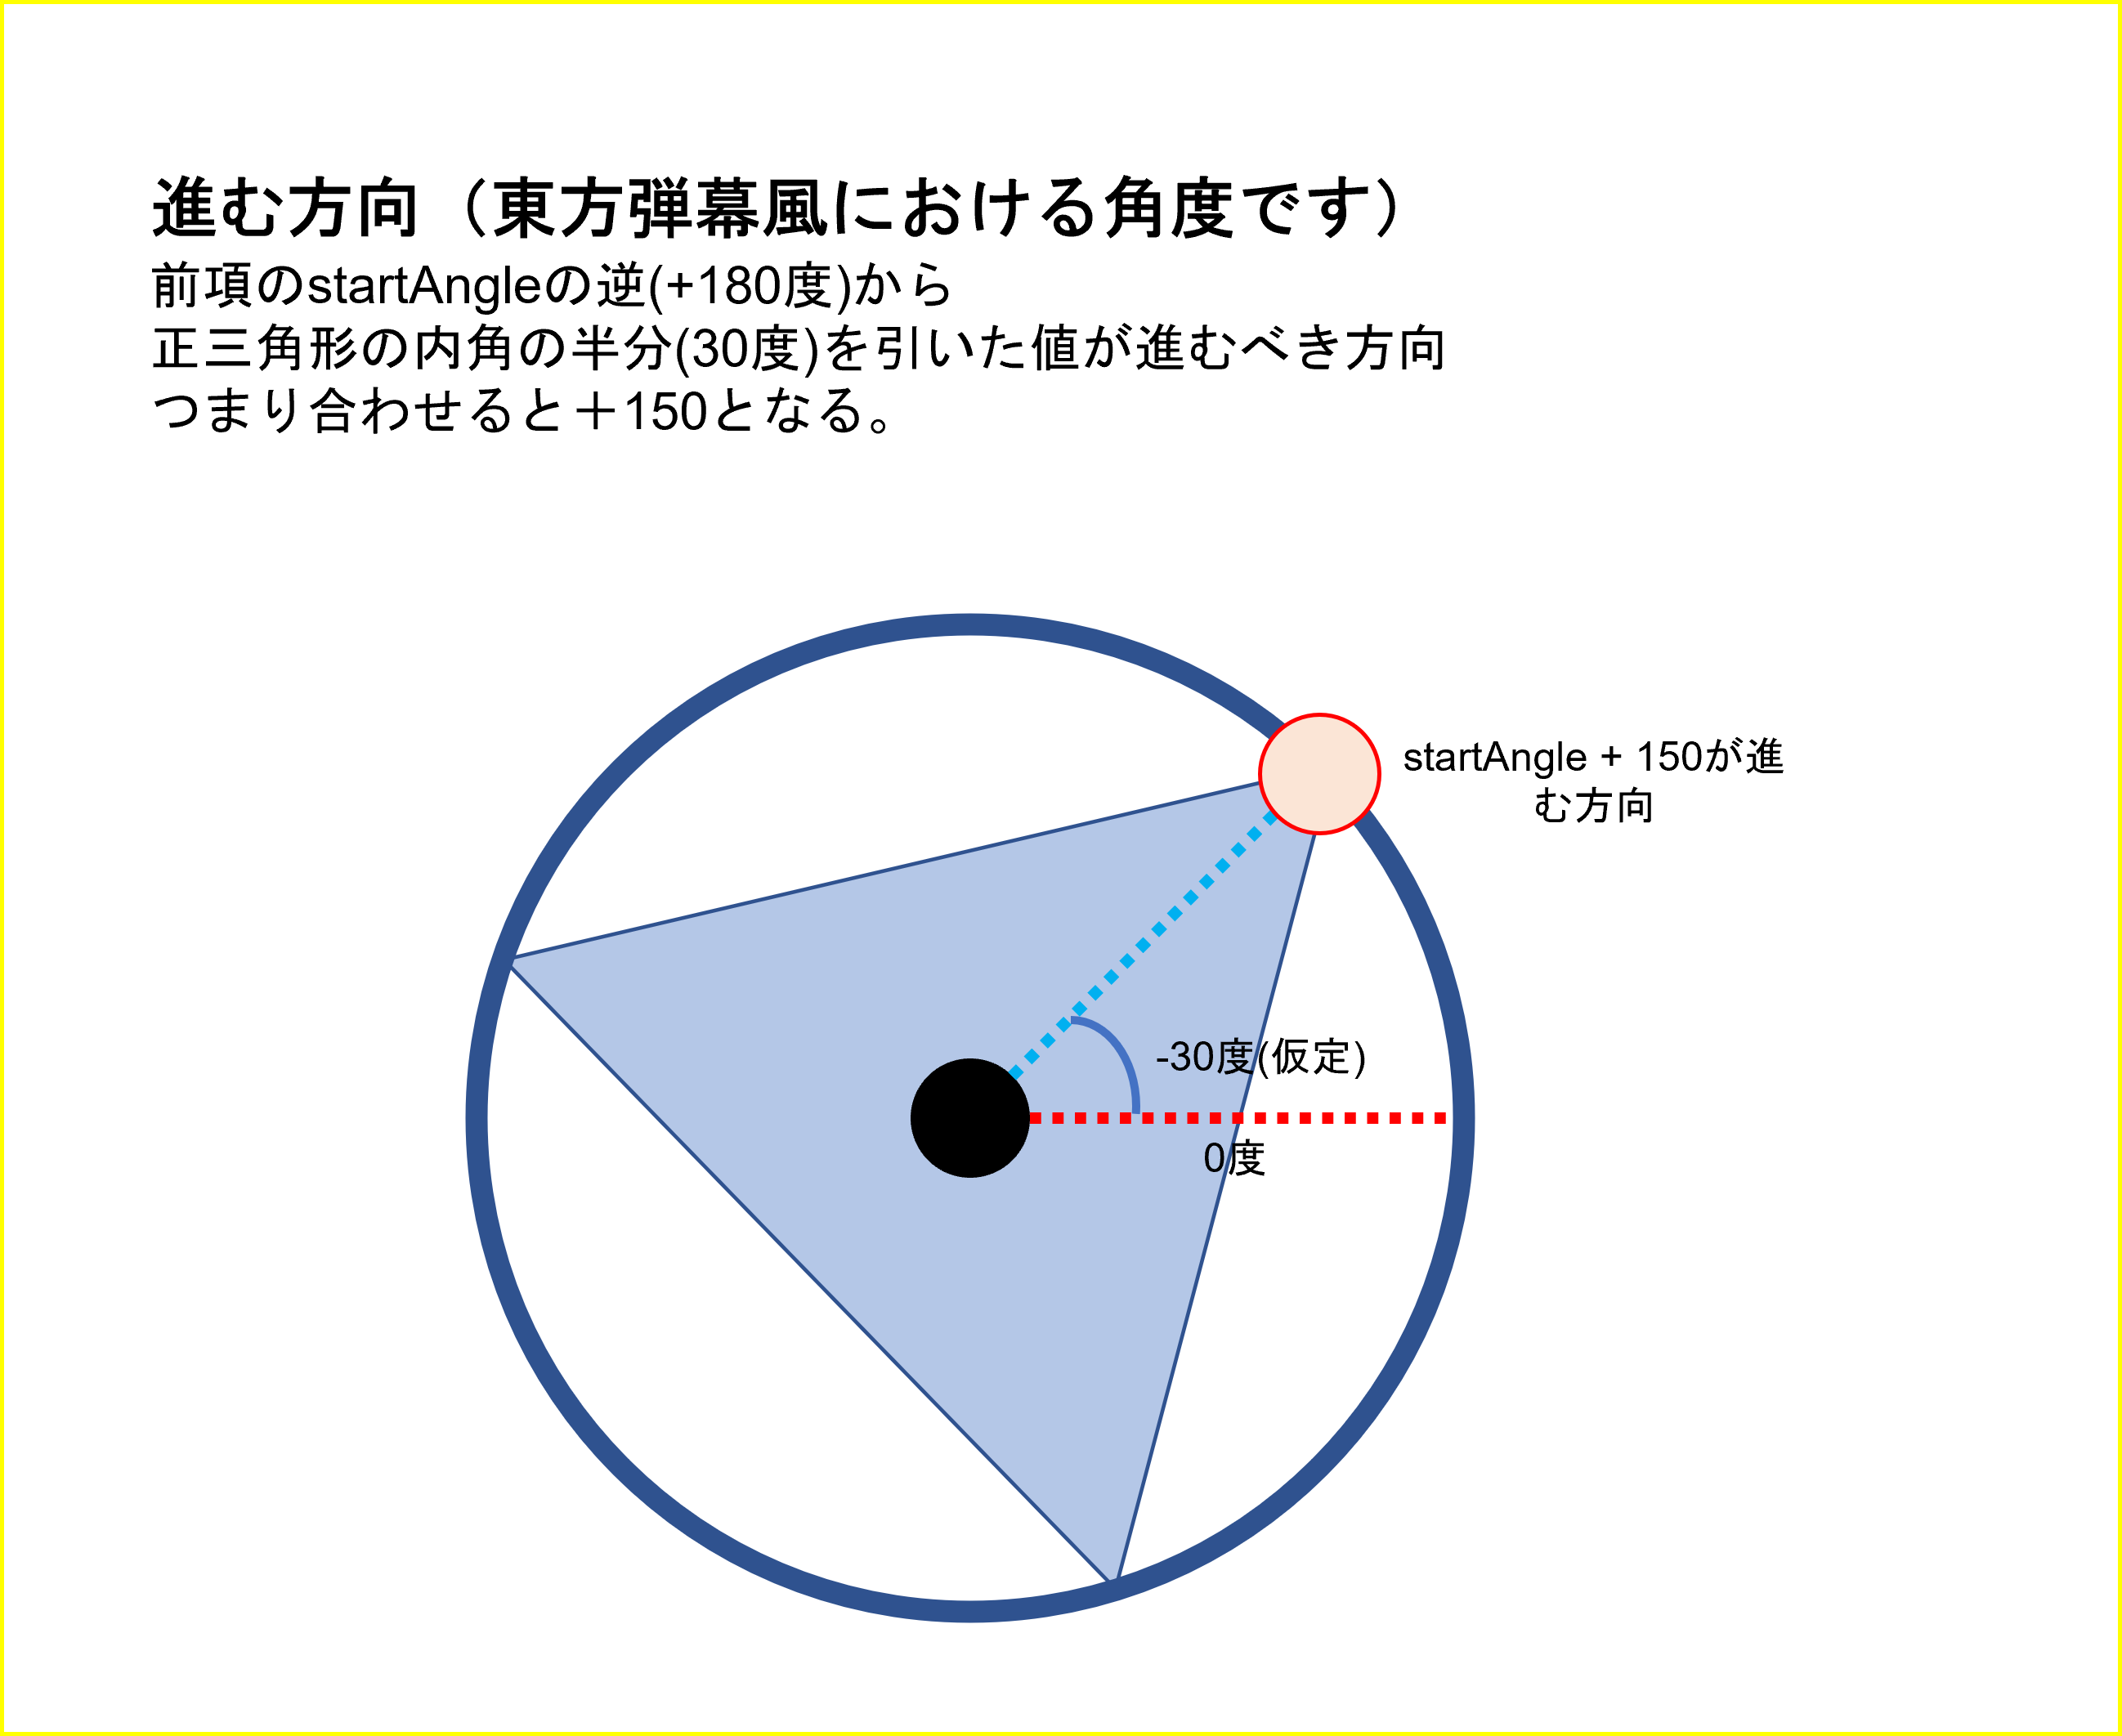 進む方向（東方弾幕風における角度です）
前項のstartAngleの逆(+180度)から
正三角形の内角の半分(30度)を引いた値が進むべき方向
つまり合わせると＋150となる。
startAngle + 150が進
む方向
-30度(仮定)
0度